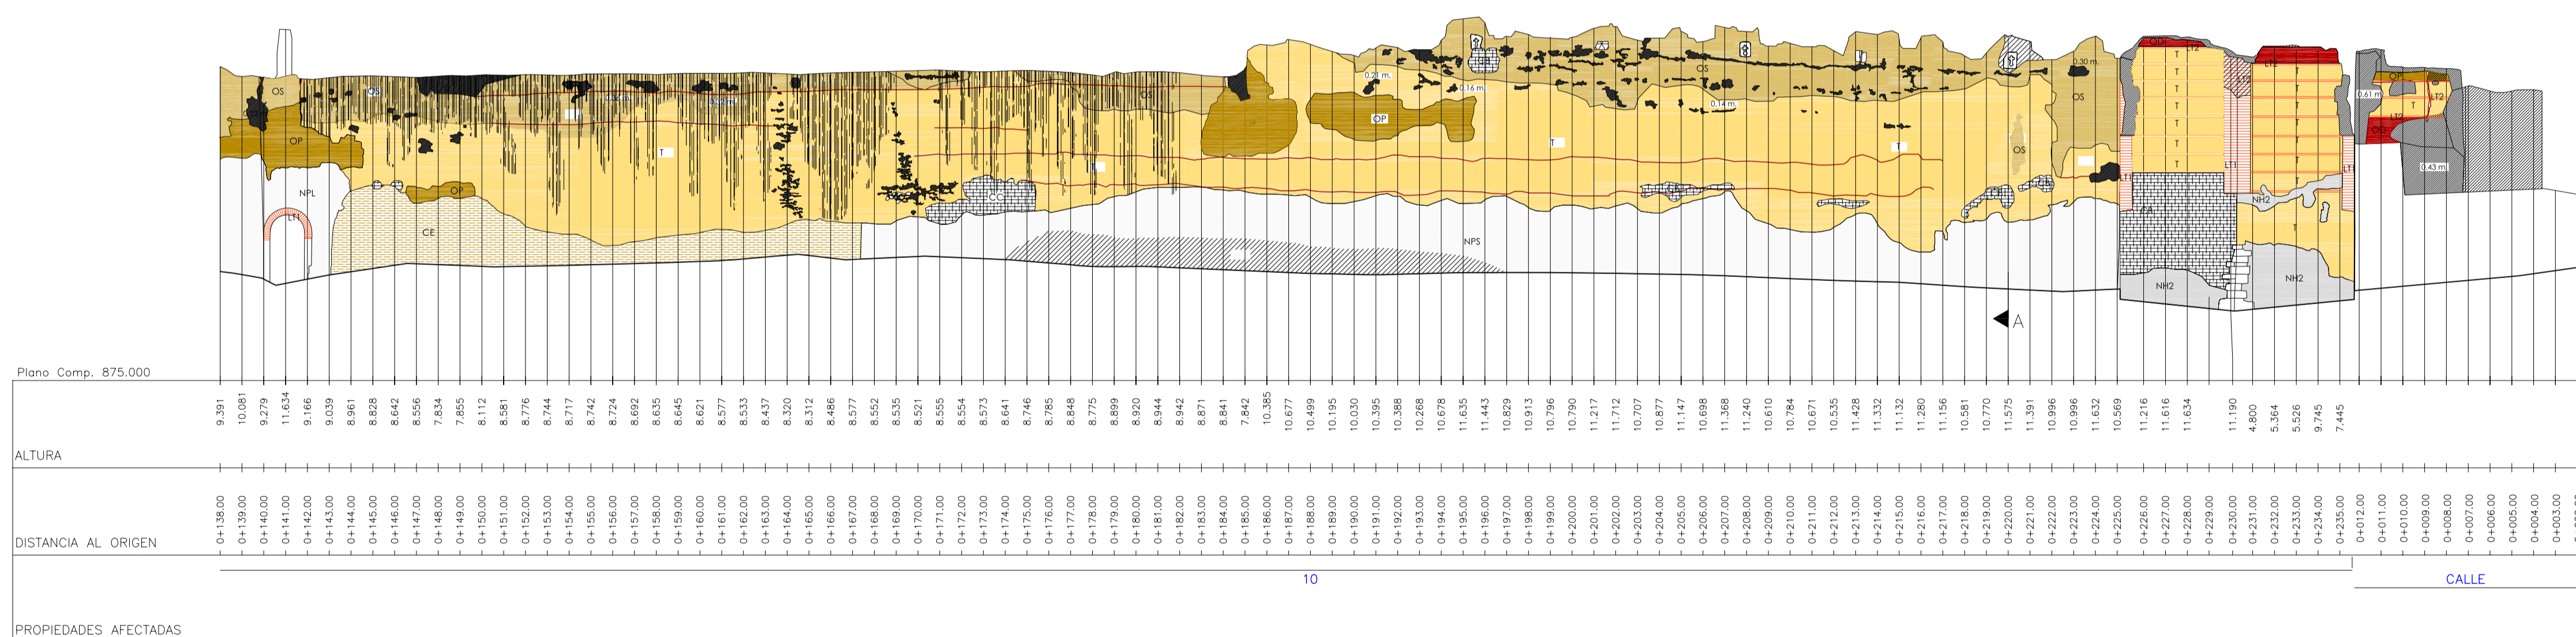 OS OS OS OS OS OS
0.21 m. 0.16 m. 0.14 m. 0.30 m. 0.61 m. 0.43 m.
OD LT2 LT2 OP LT2 LT2 OD
OP OP OP
T T T T T T T T T T T T T T T T T
NPL LT1 CE CC NPS LT1 LT1 LT1 CA NH2 NH2 NH2
A
Plano Comp. 875.000
9.391 10.081 9.279 11.634 9.166 9.039 8.961 8.828 8.642 8.556 7.834 7.855 8.112 8.581 8.776 8.744 8.717 8.742 8.724 8.692 8.635 8.645 8.621 8.577 8.533 8.437 8.320 8.312 8.486 8.577 8.552 8.535 8.521 8.555 8.554 8.573 8.641 8.746 8.785 8.848 8.775 8.899 8.920 8.944 8.942 8.871 8.841 7.842 10.385 10.677 10.499 10.195 10.030 10.395 10.388 10.268 10.678 11.635 11.443 10.829 10.913 10.796 10.790 11.217 11.712 10.707 10.877 11.147 10.698 11.368 11.240 10.610 10.784 10.671 10.535 11.428 11.332 11.132 11.280 11.156 10.581 10.770 11.575 11.391 10.996 10.996 11.632 10.569 11.216 11.616 11.634 11.190 4.800 5.364 5.526 9.745 7.445
ALTURA
0+138.00 0+139.00 0+140.00 0+141.00 0+142.00 0+143.00 0+144.00 0+145.00 0+146.00 0+147.00 0+148.00 0+149.00 0+150.00 0+151.00 0+152.00 0+153.00 0+154.00 0+155.00 0+156.00 0+157.00 0+158.00 0+159.00 0+160.00 0+161.00 0+162.00 0+163.00 0+164.00 0+165.00 0+166.00 0+167.00 0+168.00 0+169.00 0+170.00 0+171.00 0+172.00 0+173.00 0+174.00 0+175.00 0+176.00 0+177.00 0+178.00 0+179.00 0+180.00 0+181.00 0+182.00 0+183.00 0+184.00 0+185.00 0+186.00 0+187.00 0+188.00 0+189.00 0+190.00 0+191.00 0+192.00 0+193.00 0+194.00 0+195.00 0+196.00 0+197.00 0+198.00 0+199.00 0+200.00 0+201.00 0+202.00 0+203.00 0+204.00 0+205.00 0+206.00 0+207.00 0+208.00 0+209.00 0+210.00 0+211.00 0+212.00 0+213.00 0+214.00 0+215.00 0+216.00 0+217.00 0+218.00 0+219.00 0+220.00 0+221.00 0+222.00 0+223.00 0+224.00 0+225.00 0+226.00 0+227.00 0+228.00 0+229.00 0+230.00 0+231.00 0+232.00 0+233.00 0+234.00 0+235.00 0+012.00 0+011.00 0+010.00 0+009.00 0+008.00 0+007.00 0+006.00 0+005.00 0+004.00 0+003.00
DISTANCIA AL ORIGEN
10 CALLE
PROPIEDADES AFECTADAS